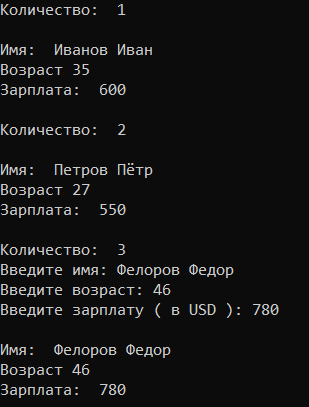 Количество:  1
Имя:  Иванов Иван
Возраст 35
Зарплата:  600
Количество:  2
Имя:  Петров Пётр
Возраст 27
Зарплата:  550
Количество:  3
Введите имя: Фелоров Федор
Введите возраст: 46
Введите зарплату ( в USD ): 780
Имя:  Фелоров Федор
Возраст 46
Зарплата:  780